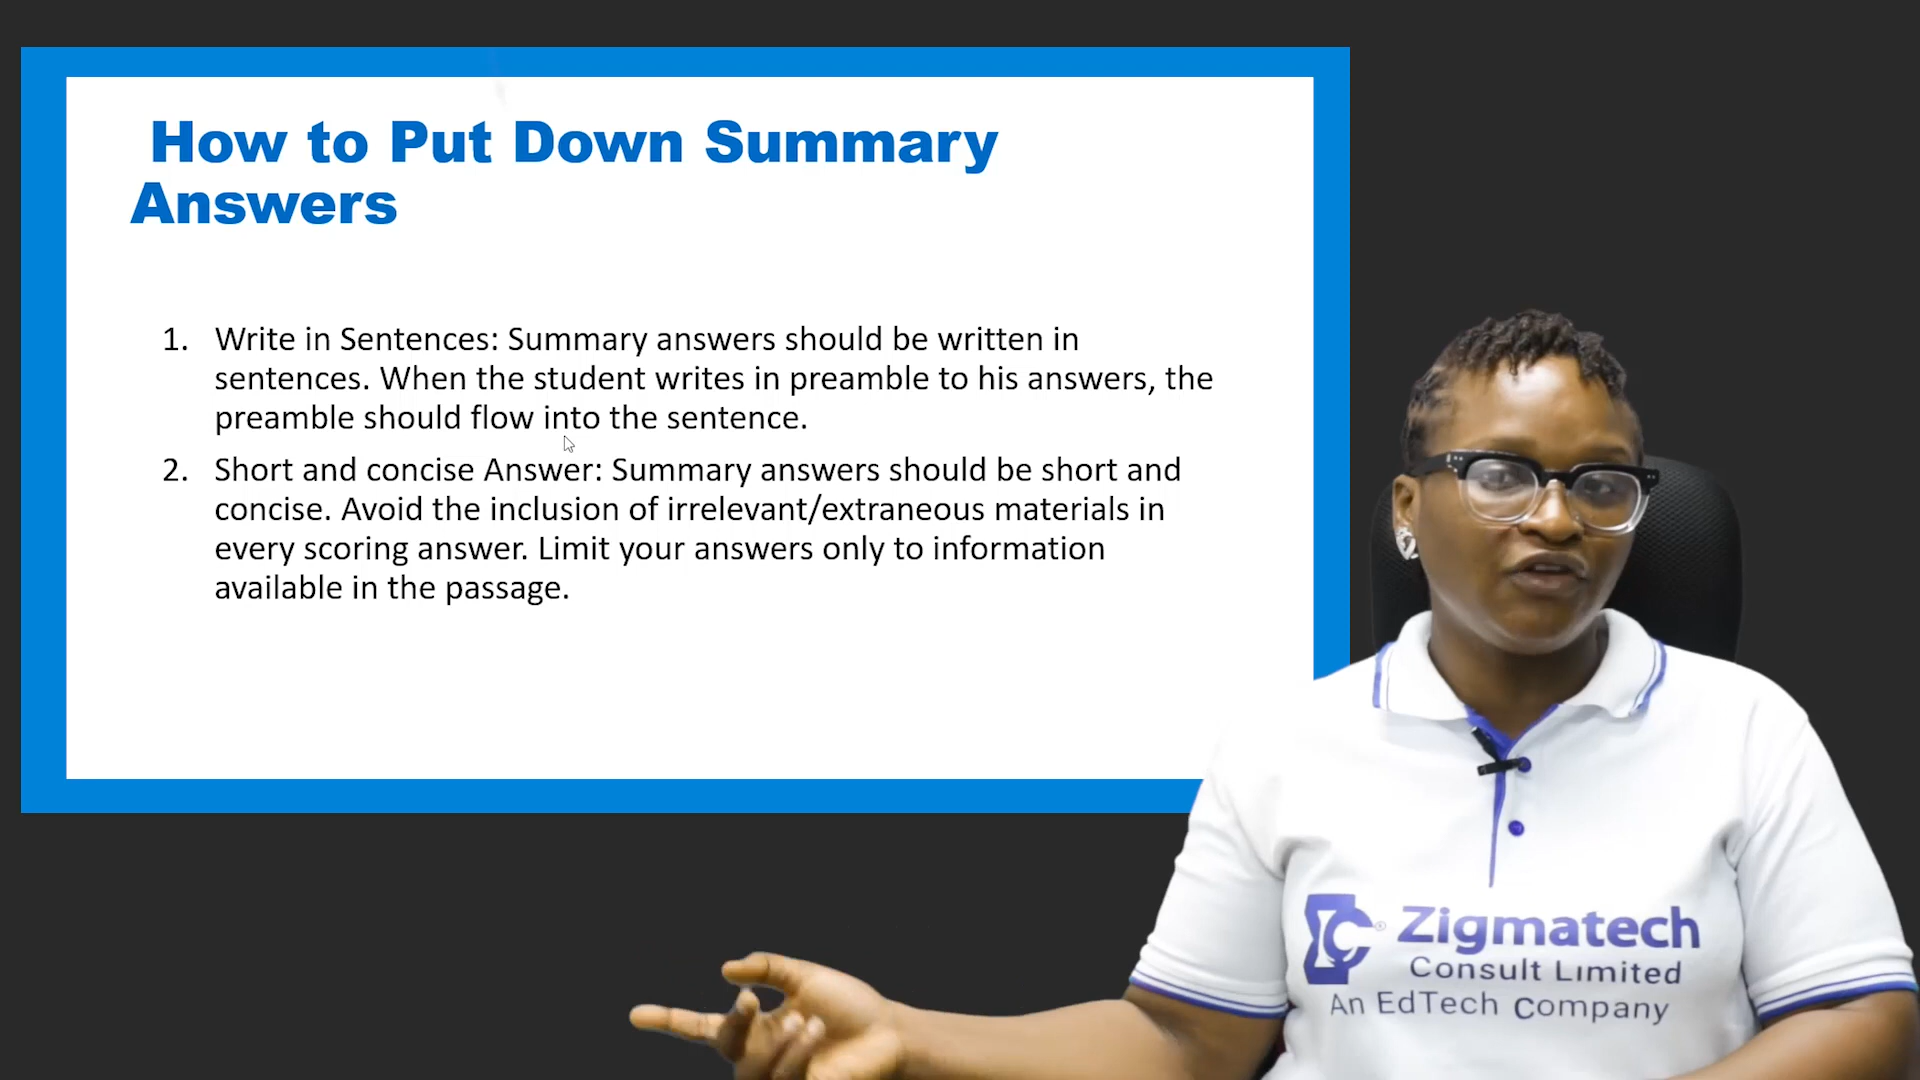 How to Put Down Summary
Answers
1. Write in Sentences: Summary answers should be written in
sentences. When the student writes in preamble to his answers, the
preamble should flow into the sentence.
2. Short and concise Answer: Summary answers should be short and
concise. Avoid the inclusion of irrelevant/extraneous materials in
every scoring answer. Limit your answers only to information
available in the passage.
Zigmatech
Consult Limited
An EdTech Company